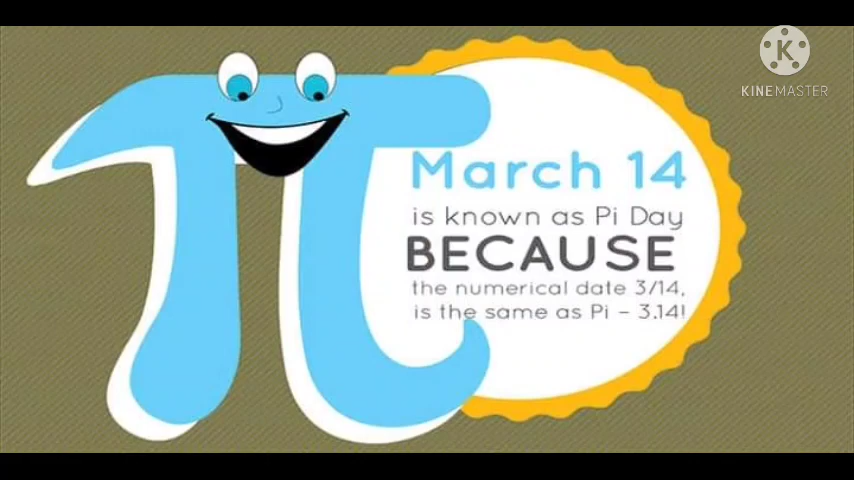 KINEMASTER
March 14
is known as Pi Day
BECAUSE
the numerical date 3/14,
is the same as Pi – 3.14!